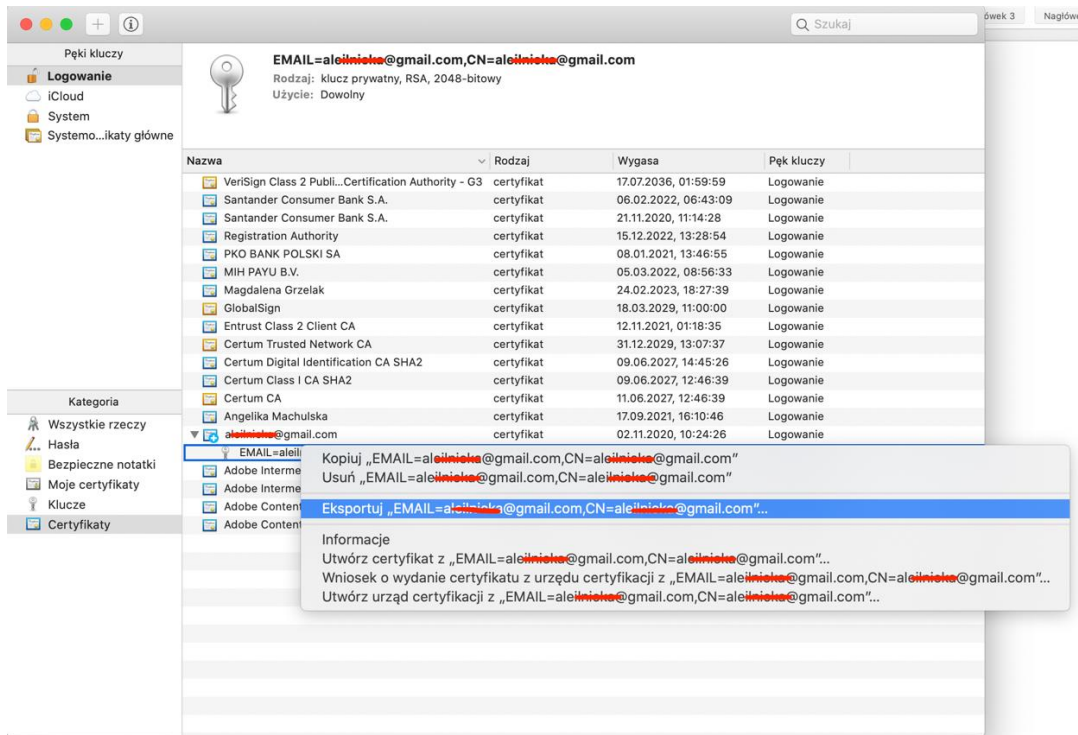 Szukaj
ówek 3 Nagłówe
Pęki kluczy
Logowanie
iCloud
System
Systemo...ikaty główne
EMAIL=ale @gmail.com,CN=ale @gmail.com
Rodzaj: klucz prywatny, RSA, 2048-bitowy
Użycie: Dowolny
Nazwa Rodzaj Wygasa Pęk kluczy
VeriSign Class 2 Publi...Certification Authority - G3 certyfikat 17.07.2036, 01:59:59 Logowanie
Santander Consumer Bank S.A. certyfikat 06.02.2022, 06:43:09 Logowanie
Santander Consumer Bank S.A. certyfikat 21.11.2020, 11:14:28 Logowanie
Registration Authority certyfikat 15.12.2022, 13:28:54 Logowanie
PKO BANK POLSKI SA certyfikat 08.01.2021, 13:46:55 Logowanie
MIH PAYU B.V. certyfikat 05.03.2022, 08:56:33 Logowanie
Magdalena Grzelak certyfikat 24.02.2023, 18:27:39 Logowanie
GlobalSign certyfikat 18.03.2029, 11:00:00 Logowanie
Entrust Class 2 Client CA certyfikat 12.11.2021, 01:18:35 Logowanie
Certum Trusted Network CA certyfikat 31.12.2029, 13:07:37 Logowanie
Certum Digital Identification CA SHA2 certyfikat 09.06.2027, 14:45:26 Logowanie
Certum Class I CA SHA2 certyfikat 09.06.2027, 12:46:39 Logowanie
Certum CA certyfikat 11.06.2027, 12:46:39 Logowanie
Angelika Machulska certyfikat 17.09.2021, 16:10:46 Logowanie
@gmail.com certyfikat 02.11.2020, 10:24:26 Logowanie
EMAIL=aleil
Adobe Interme
Adobe Interme
Adobe Content
Adobe Content
Kategoria
Wszystkie rzeczy
Hasła
Bezpieczne notatki
Moje certyfikaty
Klucze
Certyfikaty
Kopiuj „EMAIL=ale @gmail.com,CN=ale @gmail.com”
Usuń „EMAIL=ale @gmail.com,CN=ale @gmail.com”
Eksportuj „EMAIL=a @gmail.com,CN=ale @gmail.com”...
Informacje
Utwórz certyfikat z „EMAIL=ale @gmail.com,CN=ale @gmail.com”...
Wniosek o wydanie certyfikatu z urzędu certyfikacji z „EMAIL=ale @gmail.com,CN=ale @gmail.com”...
Utwórz urząd certyfikacji z „EMAIL=ale @gmail.com,CN=ale @gmail.com”...